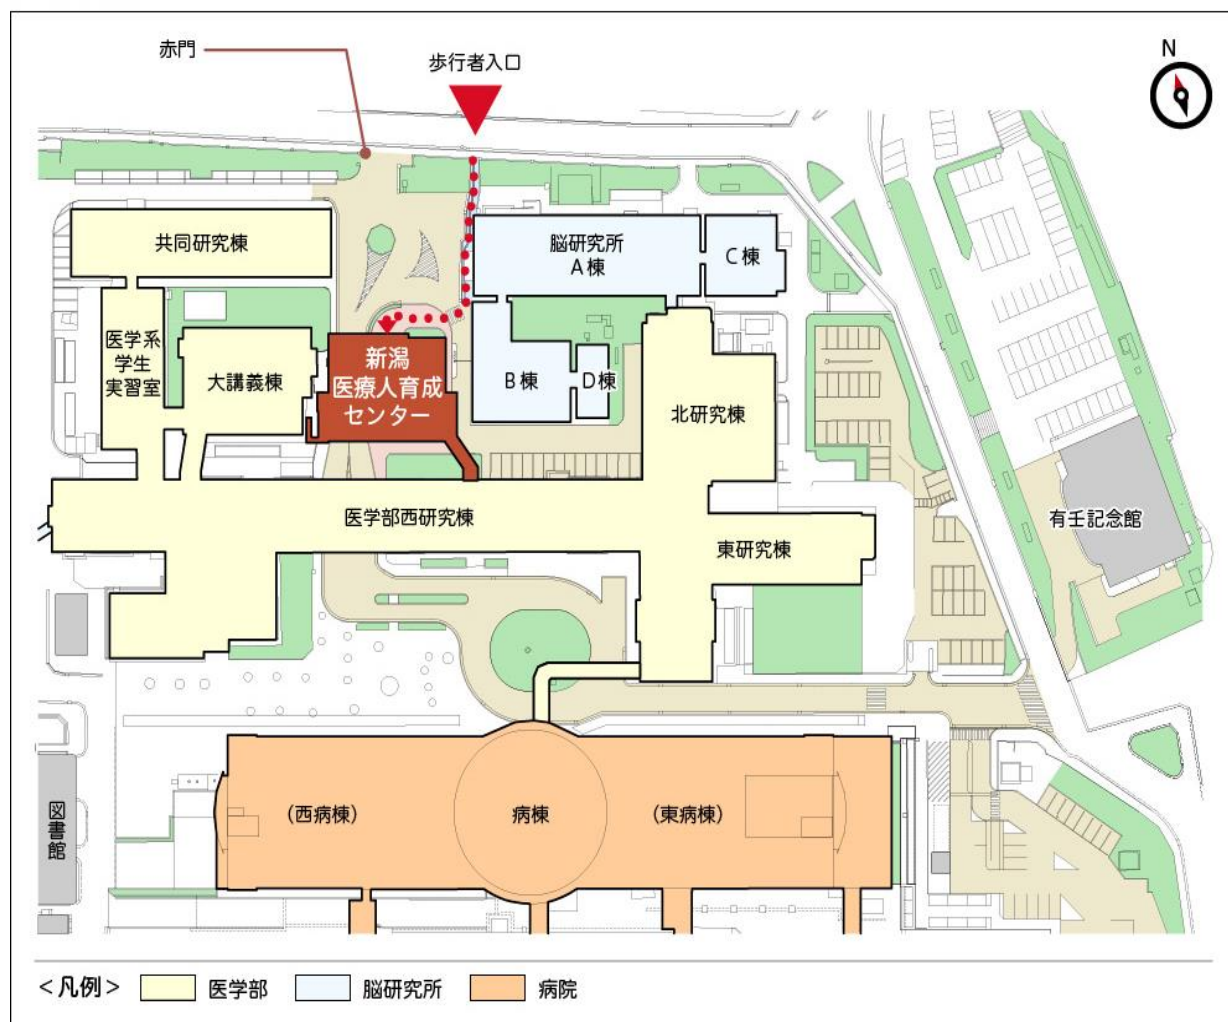 赤門
歩行者入口
N
共同研究棟
脳研究所
A棟
C棟
医学系
学生
実習室
大講義棟
新潟
医療人育成
センター
B棟
D棟
北研究棟
医学部西研究棟
東研究棟
有壬記念館
図書館
(西病棟)
病棟
(東病棟)
<凡例>
医学部
脳研究所
病院